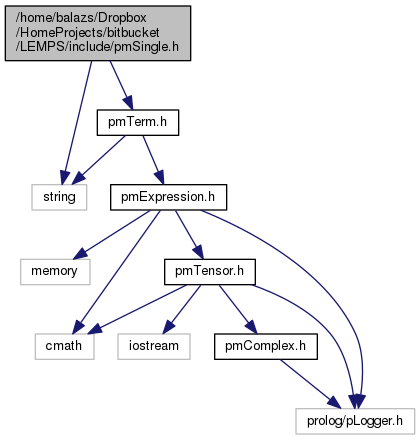 /home/balazs/Dropbox
/HomeProjects/bitbucket
/LEMPS/include/pmSingle.h
pmTerm.h
string
pmExpression.h
memory
pmTensor.h
cmath
iostream
pmComplex.h
prolog/pLogger.h